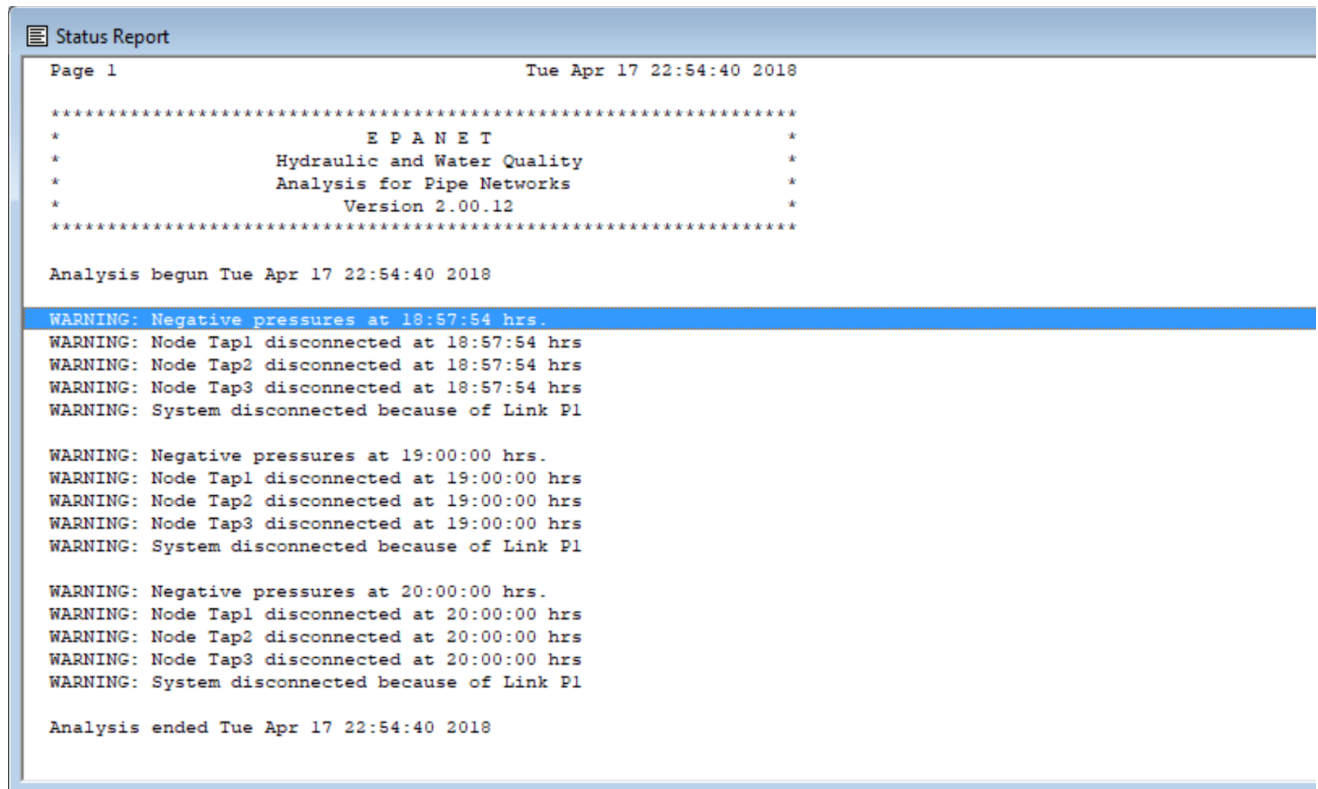 Status Report
Page 1 Tue Apr 17 22:54:40 2018
******************************************************************
* E P A N E T *
* Hydraulic and Water Quality *
* Analysis for Pipe Networks *
* Version 2.00.12 *
******************************************************************
Analysis begun Tue Apr 17 22:54:40 2018
WARNING: Negative pressures at 18:57:54 hrs.
WARNING: Node Tap1 disconnected at 18:57:54 hrs
WARNING: Node Tap2 disconnected at 18:57:54 hrs
WARNING: Node Tap3 disconnected at 18:57:54 hrs
WARNING: System disconnected because of Link P1
WARNING: Negative pressures at 19:00:00 hrs.
WARNING: Node Tap1 disconnected at 19:00:00 hrs
WARNING: Node Tap2 disconnected at 19:00:00 hrs
WARNING: Node Tap3 disconnected at 19:00:00 hrs
WARNING: System disconnected because of Link P1
WARNING: Negative pressures at 20:00:00 hrs.
WARNING: Node Tap1 disconnected at 20:00:00 hrs
WARNING: Node Tap2 disconnected at 20:00:00 hrs
WARNING: Node Tap3 disconnected at 20:00:00 hrs
WARNING: System disconnected because of Link P1
Analysis ended Tue Apr 17 22:54:40 2018